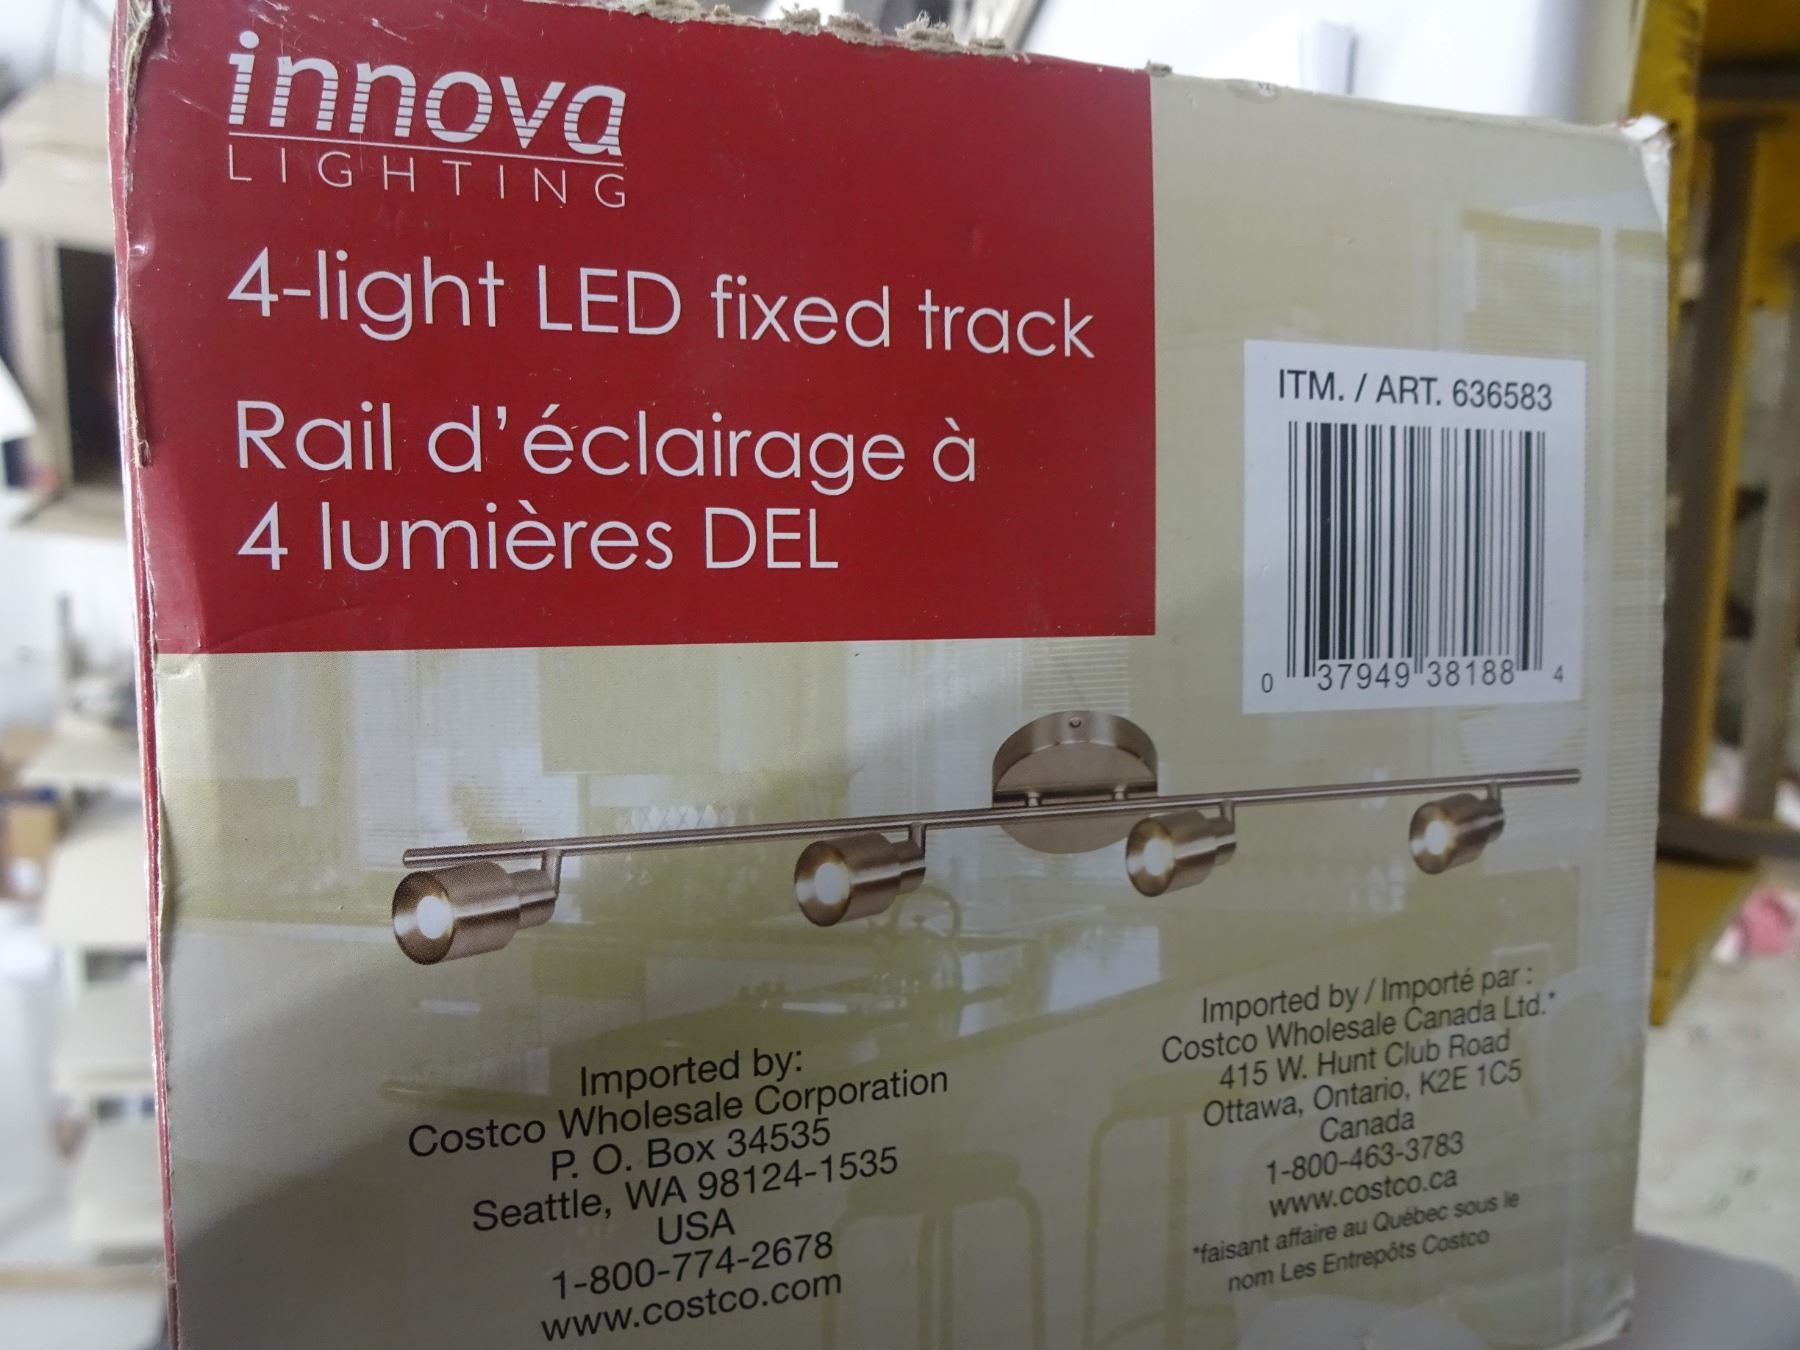 innova
LIGHTING
4-light LED fixed track
Rail d'éclairage à
4 lumières DEL
ITM. / ART. 636583
0 37949 38188 4
Imported by:
Costco Wholesale Corporation
P. O. Box 34535
Seattle, WA 98124-1535
USA
1-800-774-2678
www.costco.com
Imported by / Importé par :
Costco Wholesale Canada Ltd.*
415 W. Hunt Club Road
Ottawa, Ontario, K2E 1C5
Canada
1-800-463-3783
www.costco.ca
*faisant affaire au Québec sous le
nom Les Entrepôts Costco